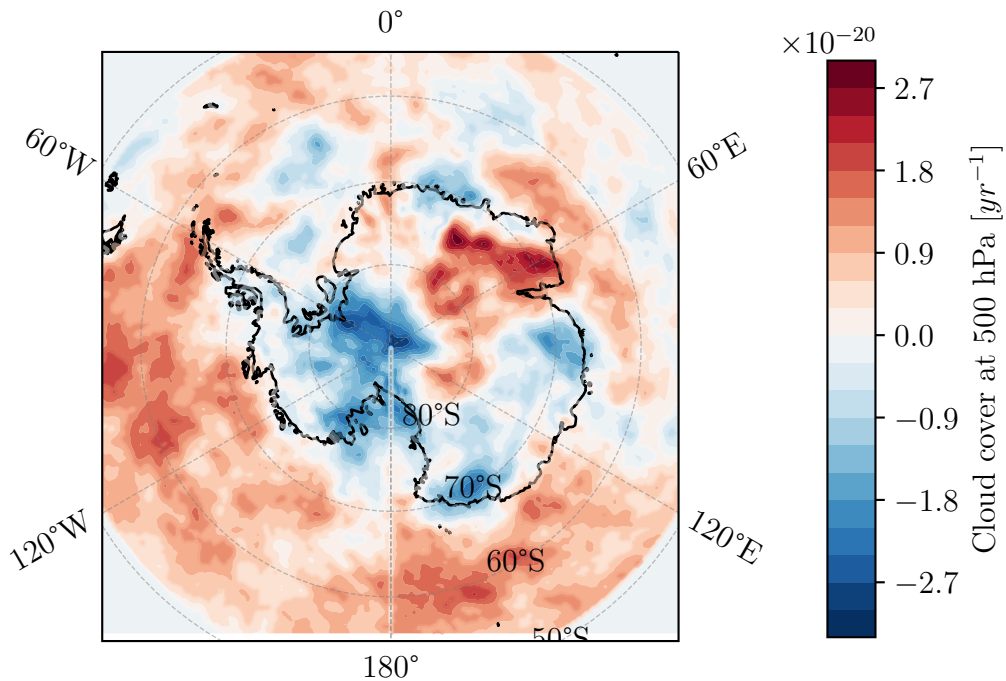 0°
×10⁻²⁰
60°W
60°E
2.7
1.8
0.9
0.0
−0.9
−1.8
−2.7
Cloud cover at 500 hPa [yr⁻¹]
80°S
70°S
60°S
50°S
120°W
120°E
180°